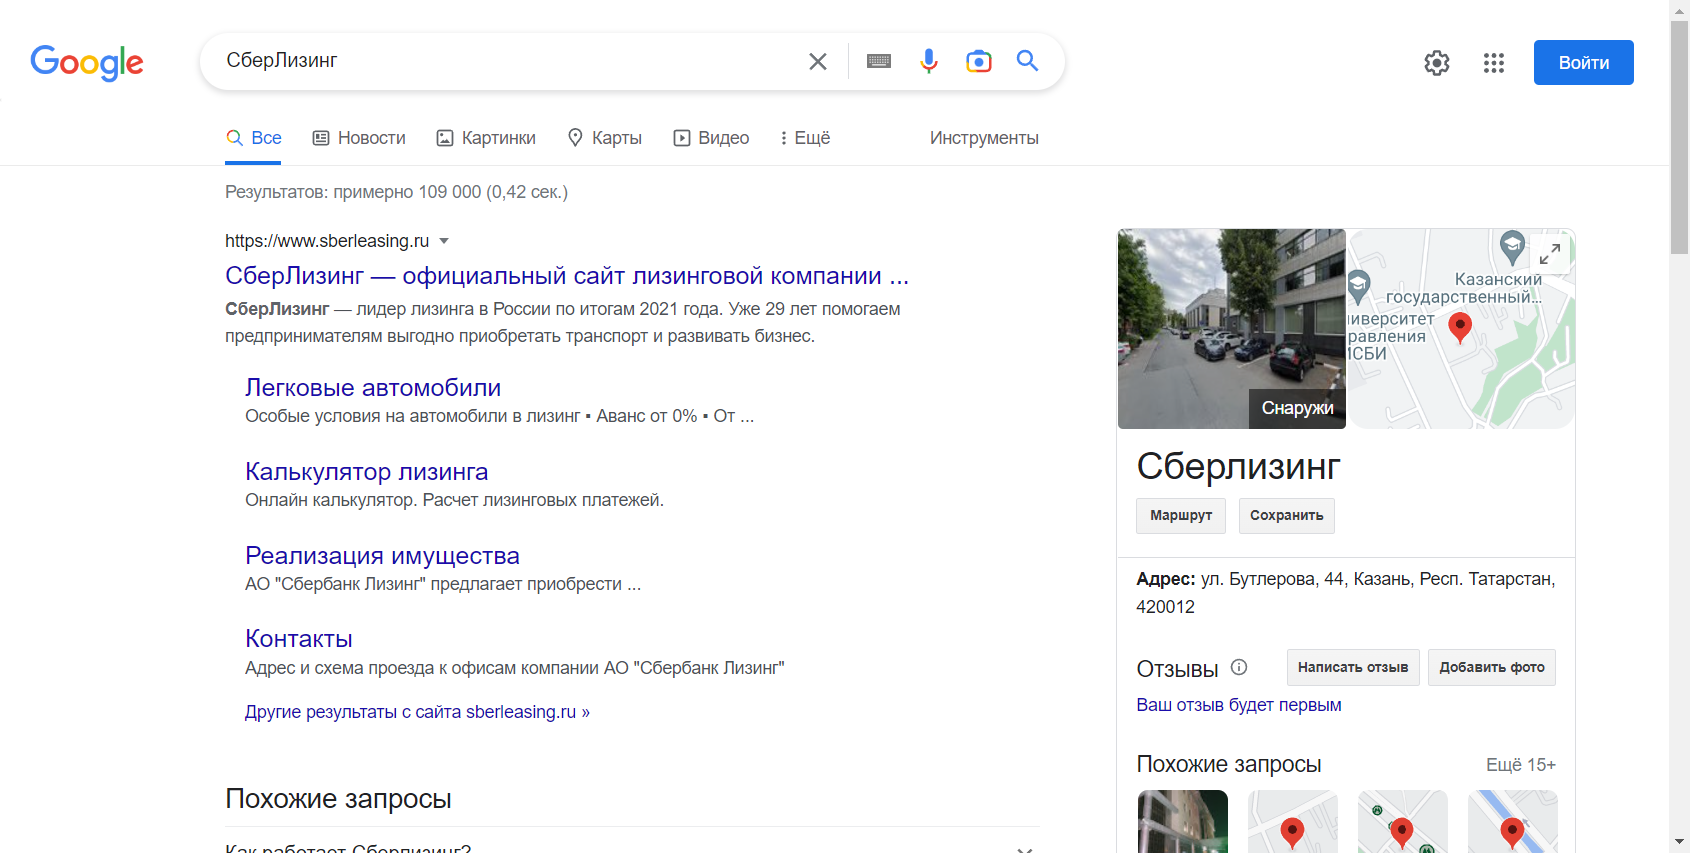 Google
СберЛизинг
Войти
Все
Новости
Картинки
Карты
Видео
Ещё
Инструменты
Результатов: примерно 109 000 (0,42 сек.)
https://www.sberleasing.ru
СберЛизинг — официальный сайт лизинговой компании ...
СберЛизинг — лидер лизинга в России по итогам 2021 года. Уже 29 лет помогаем
предпринимателям выгодно приобретать транспорт и развивать бизнес.
Легковые автомобили
Особые условия на автомобили в лизинг ▪ Аванс от 0% ▪ От ...
Калькулятор лизинга
Онлайн калькулятор. Расчет лизинговых платежей.
Реализация имущества
АО "Сбербанк Лизинг" предлагает приобрести ...
Контакты
Адрес и схема проезда к офисам компании АО "Сбербанк Лизинг"
Другие результаты с сайта sberleasing.ru »
Похожие запросы
Как работает Сберлизинг?
Снаружи
Казанский
государственный...
иверситет
равления
ИСБИ
Сберлизинг
Маршрут
Сохранить
Адрес: ул. Бутлерова, 44, Казань, Респ. Татарстан,
420012
Отзывы
Написать отзыв
Добавить фото
Ваш отзыв будет первым
Похожие запросы
Ещё 15+